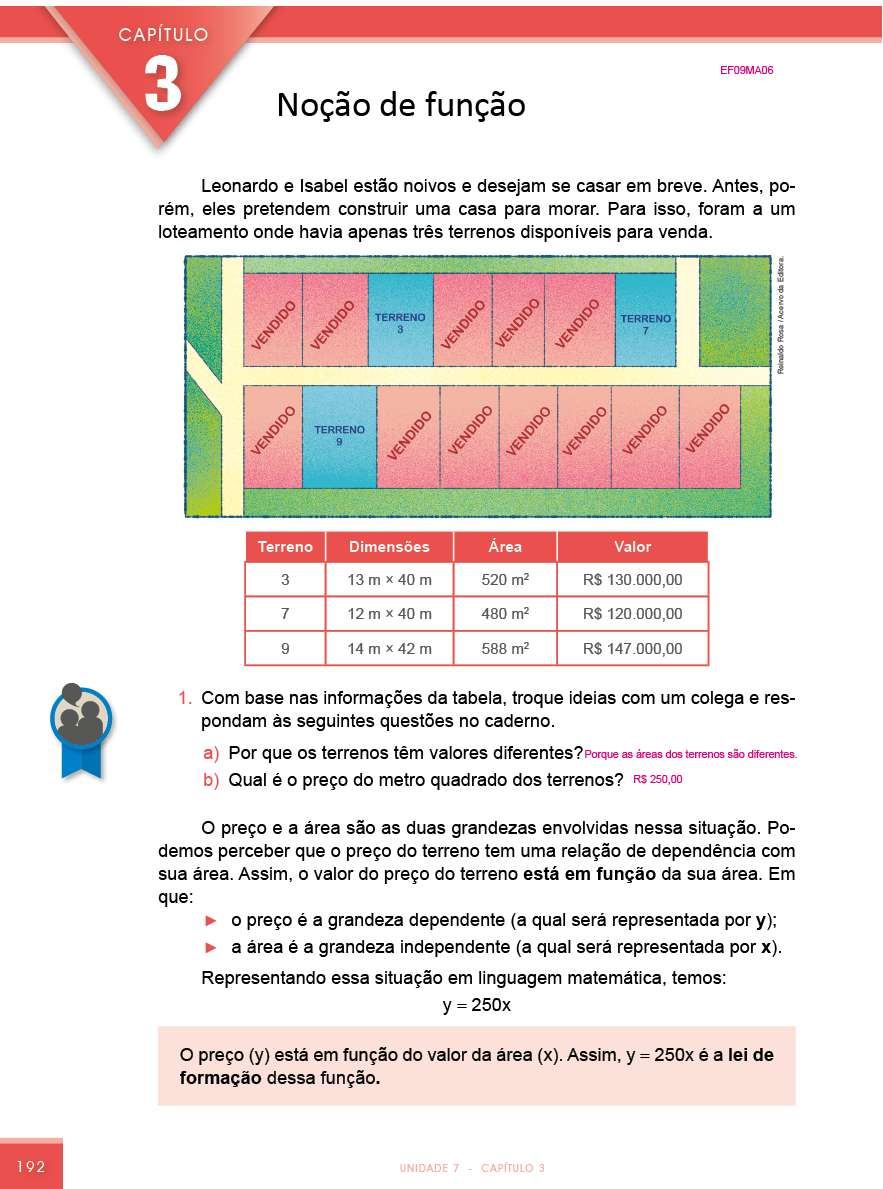 CAPÍTULO
3
EF09MA06
Noção de função
Leonardo e Isabel estão noivos e desejam se casar em breve. Antes, po-
rém, eles pretendem construir uma casa para morar. Para isso, foram a um
loteamento onde havia apenas três terrenos disponíveis para venda.
VENDIDO
VENDIDO
TERRENO
3
VENDIDO
VENDIDO
VENDIDO
TERRENO
7
VENDIDO
TERRENO
9
VENDIDO
VENDIDO
VENDIDO
VENDIDO
VENDIDO
VENDIDO
Reinaldo Rosa /Acervo da Editora.
Terreno Dimensões Área Valor
3 13 m × 40 m 520 m² R$ 130.000,00
7 12 m × 40 m 480 m² R$ 120.000,00
9 14 m × 42 m 588 m² R$ 147.000,00
1. Com base nas informações da tabela, troque ideias com um colega e res-
pondam às seguintes questões no caderno.
a) Por que os terrenos têm valores diferentes? Porque as áreas dos terrenos são diferentes.
b) Qual é o preço do metro quadrado dos terrenos? R$ 250,00
O preço e a área são as duas grandezas envolvidas nessa situação. Po-
demos perceber que o preço do terreno tem uma relação de dependência com
sua área. Assim, o valor do preço do terreno está em função da sua área. Em
que:
► o preço é a grandeza dependente (a qual será representada por y);
► a área é a grandeza independente (a qual será representada por x).
Representando essa situação em linguagem matemática, temos:
y = 250x
O preço (y) está em função do valor da área (x). Assim, y = 250x é a lei de
formação dessa função.
192
UNIDADE 7 - CAPÍTULO 3